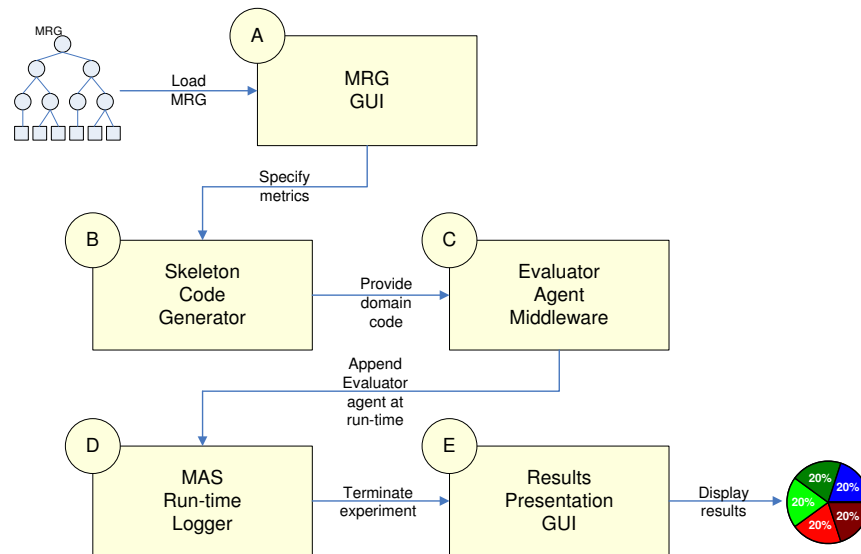 MRG
A
MRG
GUI
Load
MRG
Specify
metrics
B
Skeleton
Code
Generator
Provide
domain
code
C
Evaluator
Agent
Middleware
Append
Evaluator
agent at
run-time
D
MAS
Run-time
Logger
Terminate
experiment
E
Results
Presentation
GUI
Display
results
20%
20%
20%
20%
20%